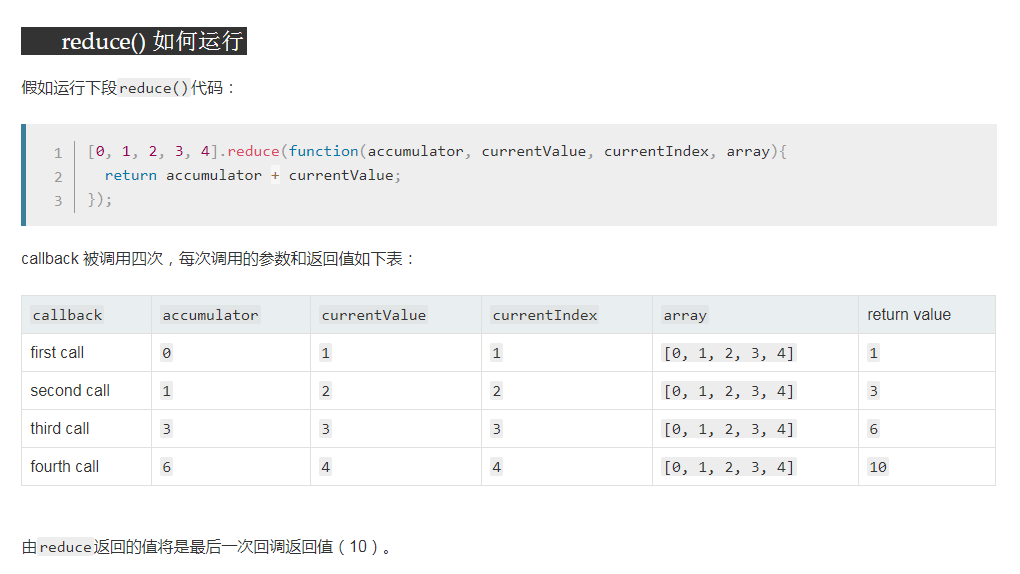 reduce() 如何运行
假如运行下段reduce()代码：
1 [0, 1, 2, 3, 4].reduce(function(accumulator, currentValue, currentIndex, array){
2 return accumulator + currentValue;
3 });
callback 被调用四次，每次调用的参数和返回值如下表：
callback accumulator currentValue currentIndex array return value
first call 0 1 1 [0, 1, 2, 3, 4] 1
second call 1 2 2 [0, 1, 2, 3, 4] 3
third call 3 3 3 [0, 1, 2, 3, 4] 6
fourth call 6 4 4 [0, 1, 2, 3, 4] 10
由reduce返回的值将是最后一次回调返回值（10）。